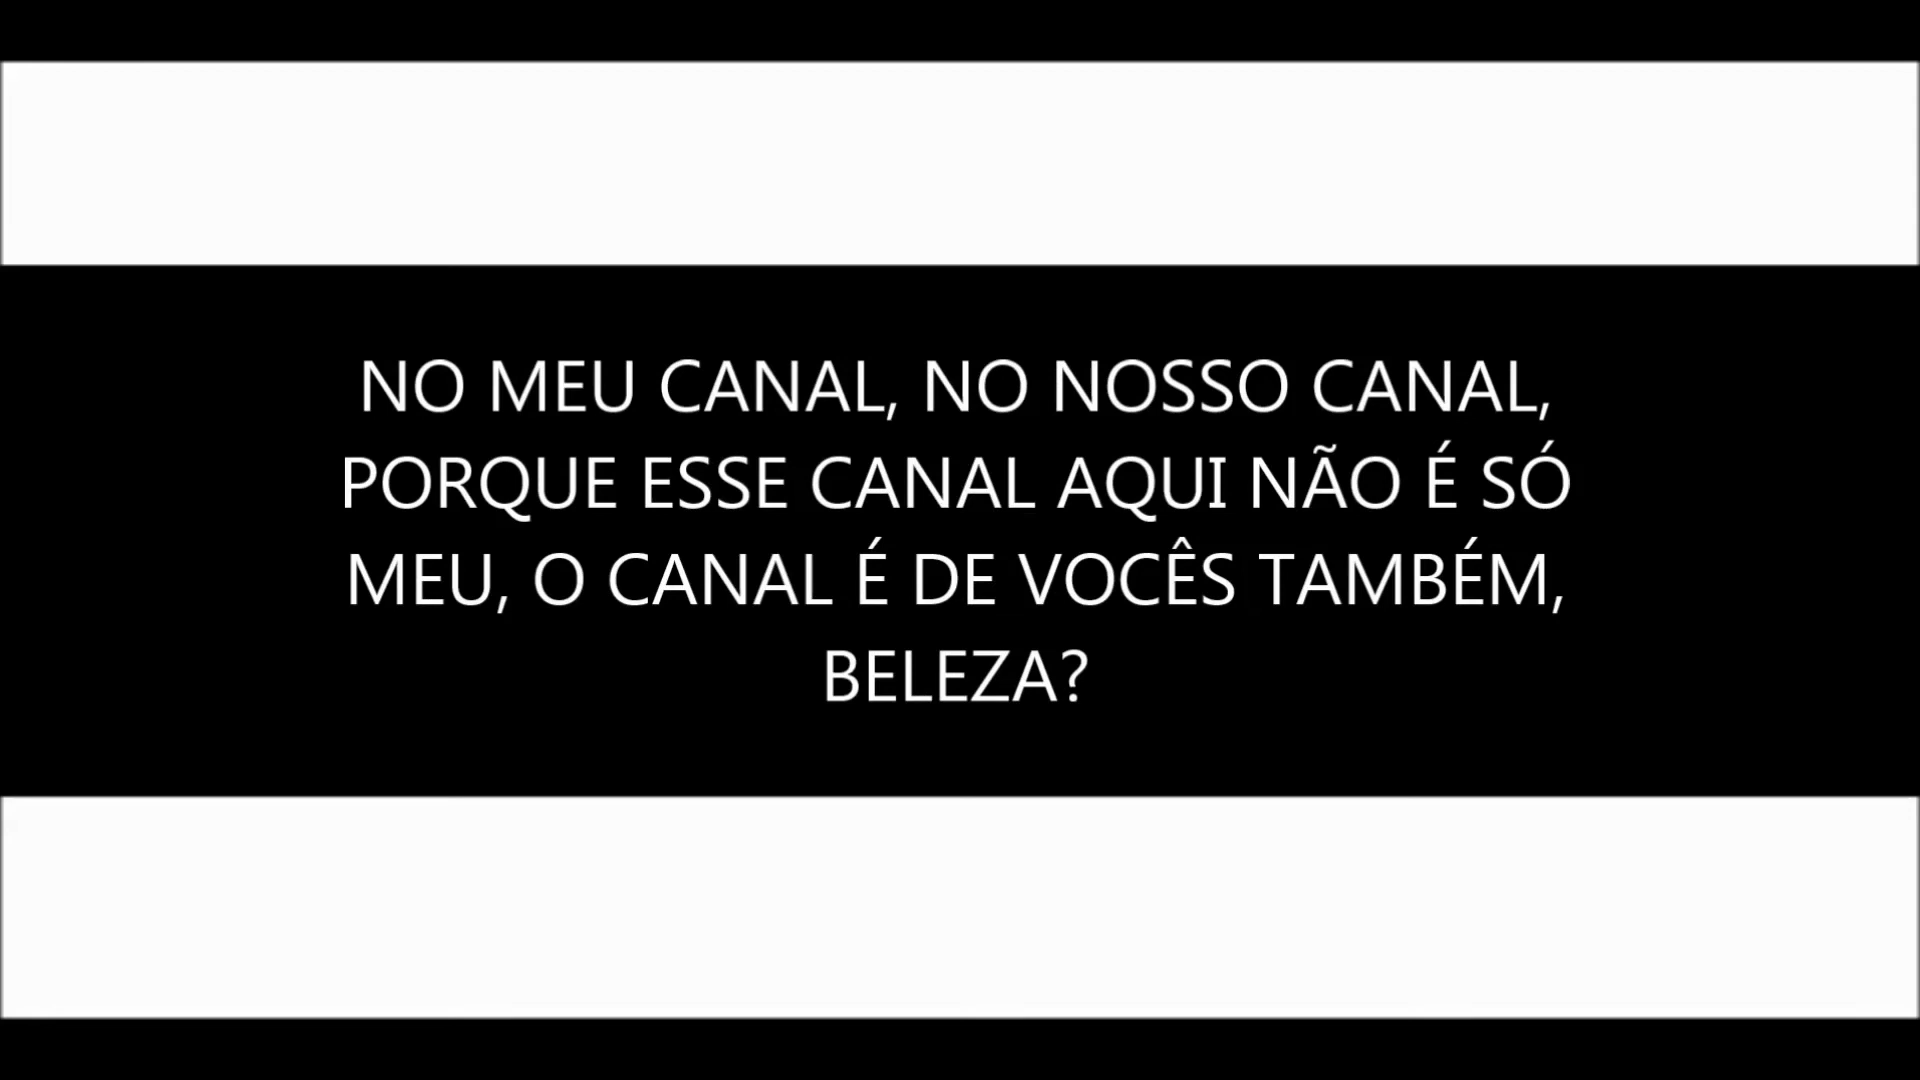 NO MEU CANAL, NO NOSSO CANAL,
PORQUE ESSE CANAL AQUI NÃO É SÓ
MEU, O CANAL É DE VOCÊS TAMBÉM,
BELEZA?